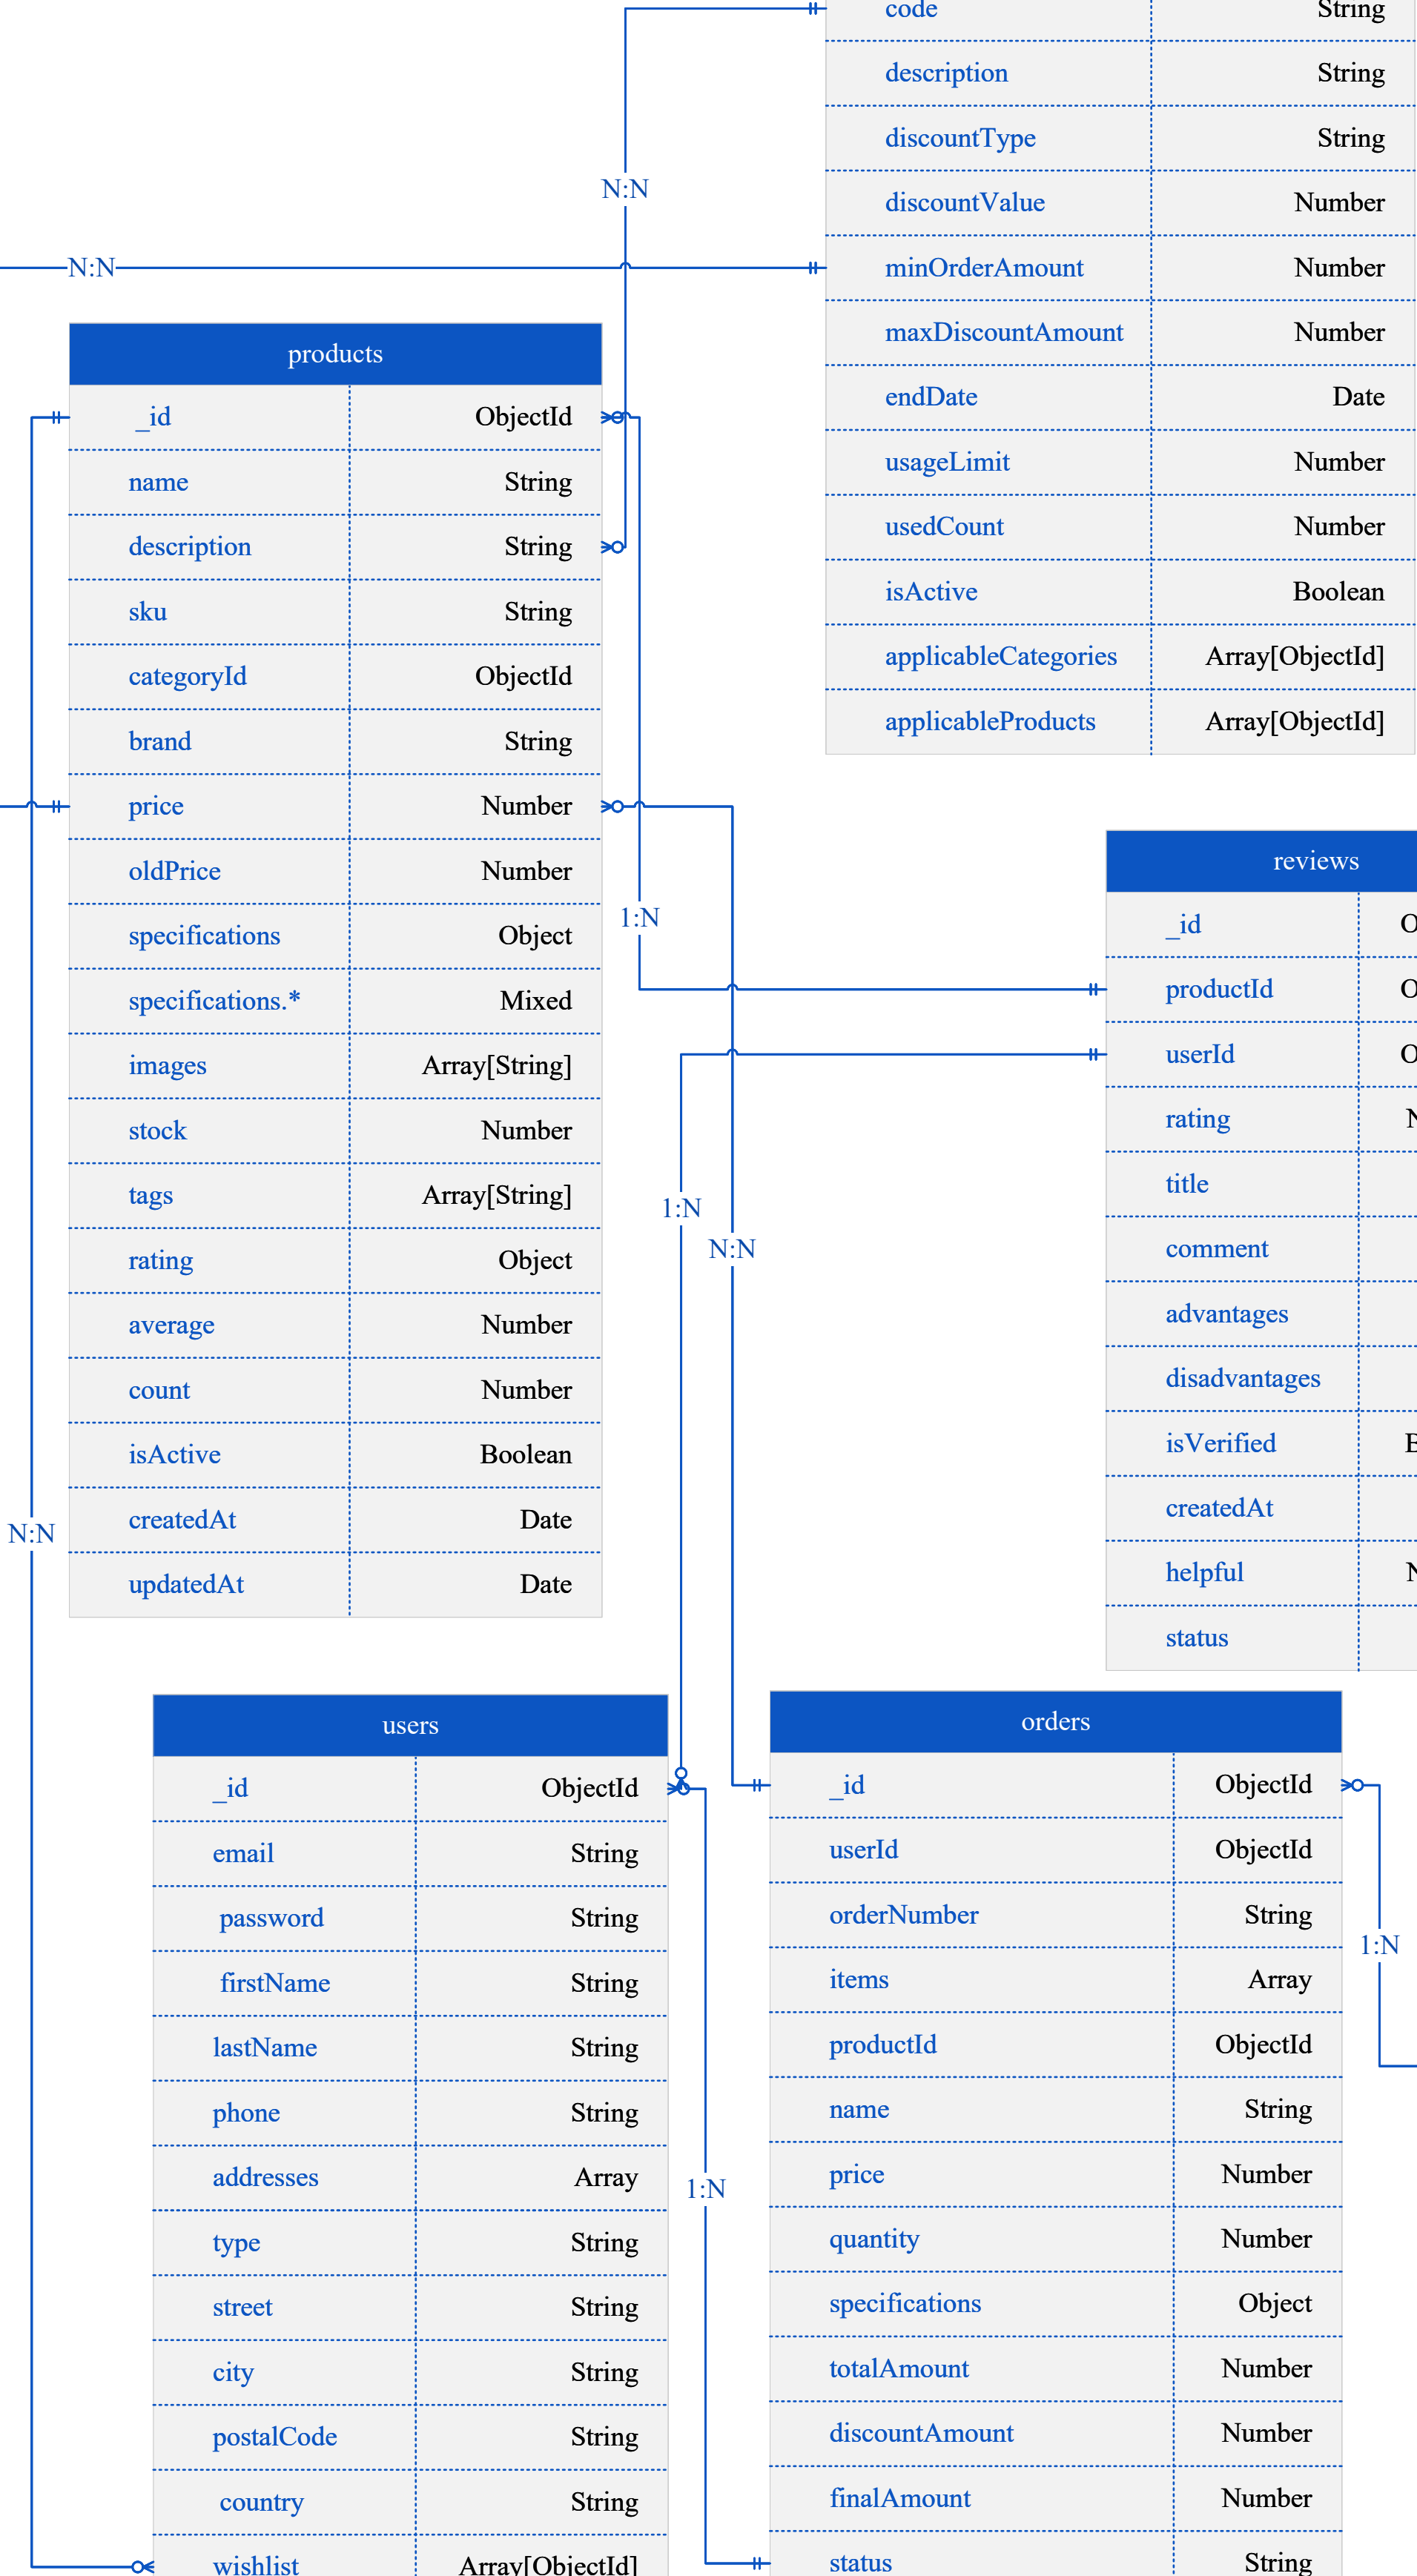 code String
description String
discountType String
discountValue Number
minOrderAmount Number
maxDiscountAmount Number
endDate Date
usageLimit Number
usedCount Number
isActive Boolean
applicableCategories Array[ObjectId]
applicableProducts Array[ObjectId]
N:N
N:N
products
_id ObjectId
name String
description String
sku String
categoryId ObjectId
brand String
price Number
oldPrice Number
specifications Object
specifications.* Mixed
images Array[String]
stock Number
tags Array[String]
rating Object
average Number
count Number
isActive Boolean
createdAt Date
updatedAt Date
1:N
1:N
N:N
N:N
reviews
_id
productId
userId
rating
title
comment
advantages
disadvantages
isVerified
createdAt
helpful
status
users
_id ObjectId
email String
password String
firstName String
lastName String
phone String
addresses Array
type String
street String
city String
postalCode String
country String
wishlist Array[ObjectId]
1:N
orders
_id ObjectId
userId ObjectId
orderNumber String
items Array
productId ObjectId
name String
price Number
quantity Number
specifications Object
totalAmount Number
discountAmount Number
finalAmount Number
status String
1:N